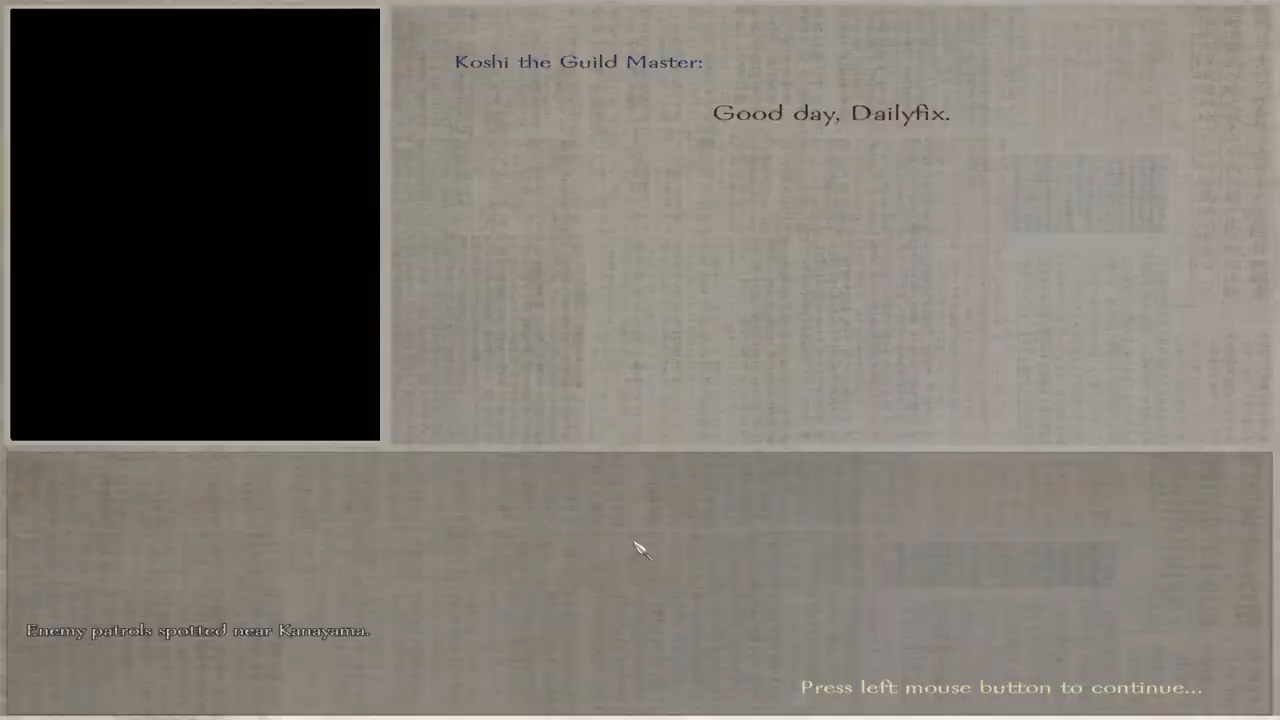 Koshi the Guild Master:
Good day, Dailyfix.
Enemy patrols spotted near Kanayama.
Press left mouse button to continue...